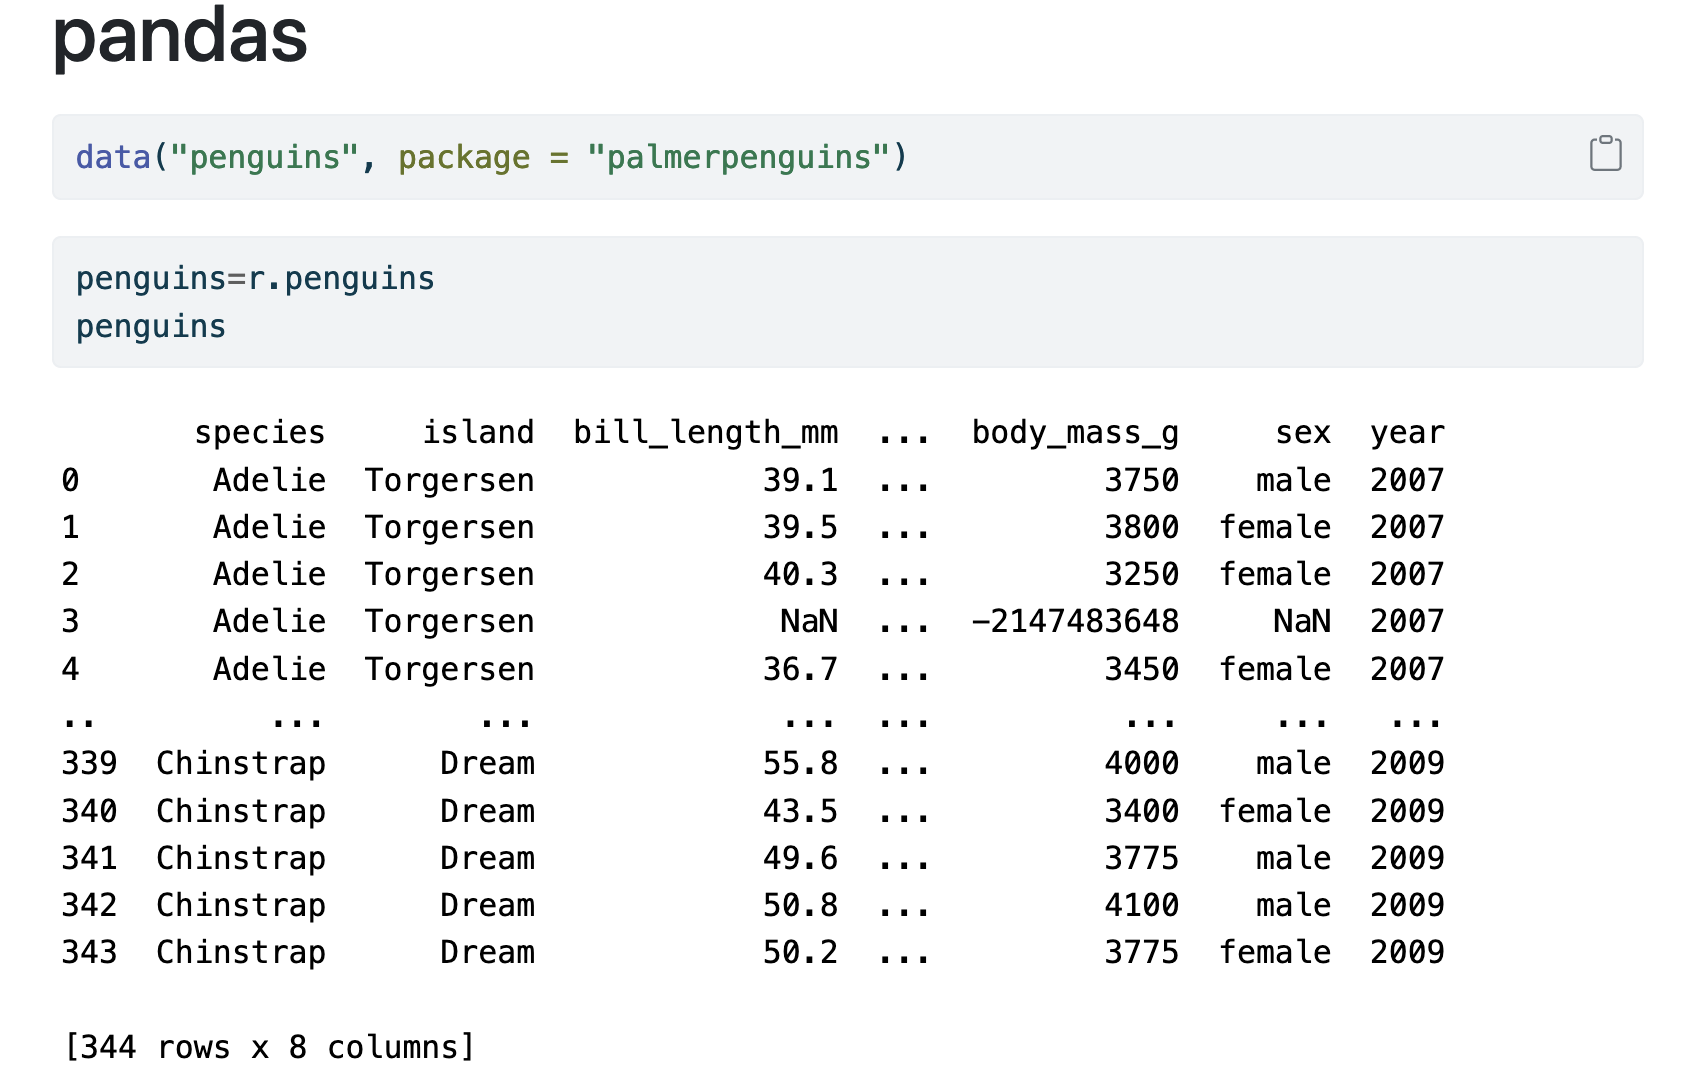 pandas
data("penguins", package = "palmerpenguins")
penguins=r.penguins
penguins
species island bill_length_mm ... body_mass_g sex year
0 Adelie Torgersen 39.1 ... 3750 male 2007
1 Adelie Torgersen 39.5 ... 3800 female 2007
2 Adelie Torgersen 40.3 ... 3250 female 2007
3 Adelie Torgersen NaN ... -2147483648 NaN 2007
4 Adelie Torgersen 36.7 ... 3450 female 2007
.. ... ... ... ... ... ... ...
339 Chinstrap Dream 55.8 ... 4000 male 2009
340 Chinstrap Dream 43.5 ... 3400 female 2009
341 Chinstrap Dream 49.6 ... 3775 male 2009
342 Chinstrap Dream 50.8 ... 4100 male 2009
343 Chinstrap Dream 50.2 ... 3775 female 2009
[344 rows x 8 columns]